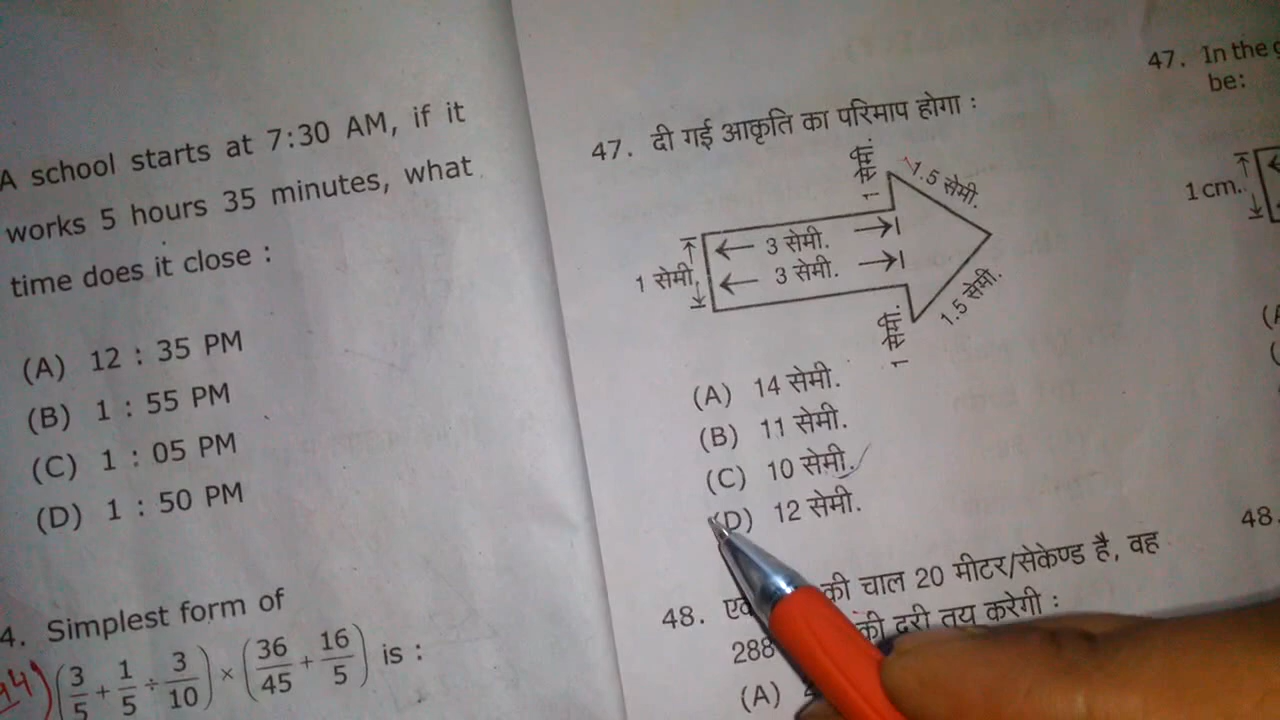 A school starts at 7:30 AM, if it
works 5 hours 35 minutes, what
time does it close :
(A) 12 : 35 PM
(B) 1 : 55 PM
(C) 1 : 05 PM
(D) 1 : 50 PM
4. Simplest form of
(3/5 + 1/5 ÷ 3/10) × (36/45 + 16/5) is :
47. दी गई आकृति का परिमाप होगा :
1 सेमी.
1.5 सेमी.
3 सेमी.
1 सेमी.
3 सेमी.
1.5 सेमी.
1 सेमी.
(A) 14 सेमी.
(B) 11 सेमी.
(C) 10 सेमी.
(D) 12 सेमी.
48. की चाल 20 मीटर/सेकेण्ड है, वह
288 की दूरी तय करेगी :
(A)
47. In the
be:
1 cm.
48.